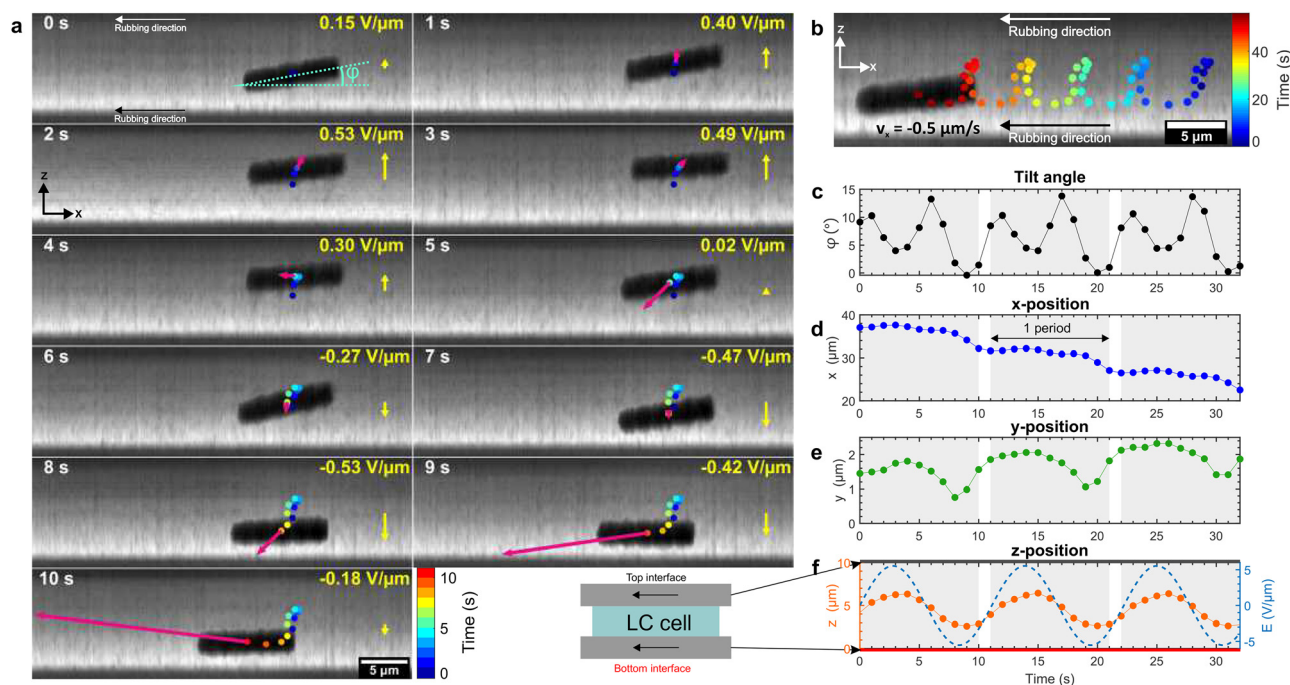 a
0 s
Rubbing direction
0.15 V/μm
φ
Rubbing direction
1 s
0.40 V/μm
2 s
0.53 V/μm
z
x
3 s
0.49 V/μm
4 s
0.30 V/μm
5 s
0.02 V/μm
6 s
-0.27 V/μm
7 s
-0.47 V/μm
8 s
-0.53 V/μm
9 s
-0.42 V/μm
10 s
-0.18 V/μm
5 μm
10
8
6
4
2
0
Time (s)
Top interface
LC cell
Bottom interface
b
z
x
Rubbing direction
vx = -0.5 μm/s
Rubbing direction
5 μm
40
20
0
Time (s)
c
Tilt angle
φ (°)
15
10
5
0
0 5 10 15 20 25 30
d
x-position
x (μm)
40
30
20
1 period
0 5 10 15 20 25 30
e
y-position
y (μm)
2
1
0
0 5 10 15 20 25 30
f
z-position
z (μm)
10
5
0
E (V/μm)
5
0
-5
0 5 10 15 20 25 30
Time (s)